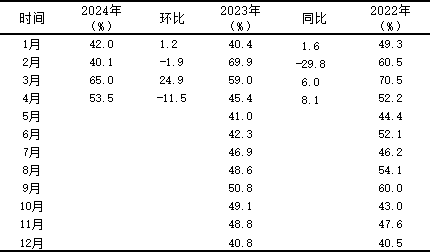 时间 2024年（%） 环比 2023年（%） 同比 2022年（%）
1月 42.0 1.2 40.4 1.6 49.3
2月 40.1 -1.9 69.9 -29.8 60.5
3月 65.0 24.9 59.0 6.0 70.5
4月 53.5 -11.5 45.4 8.1 52.2
5月 41.0 44.4
6月 42.3 52.1
7月 46.9 46.2
8月 48.6 54.1
9月 50.8 60.0
10月 49.1 43.0
11月 48.8 47.6
12月 40.8 40.5